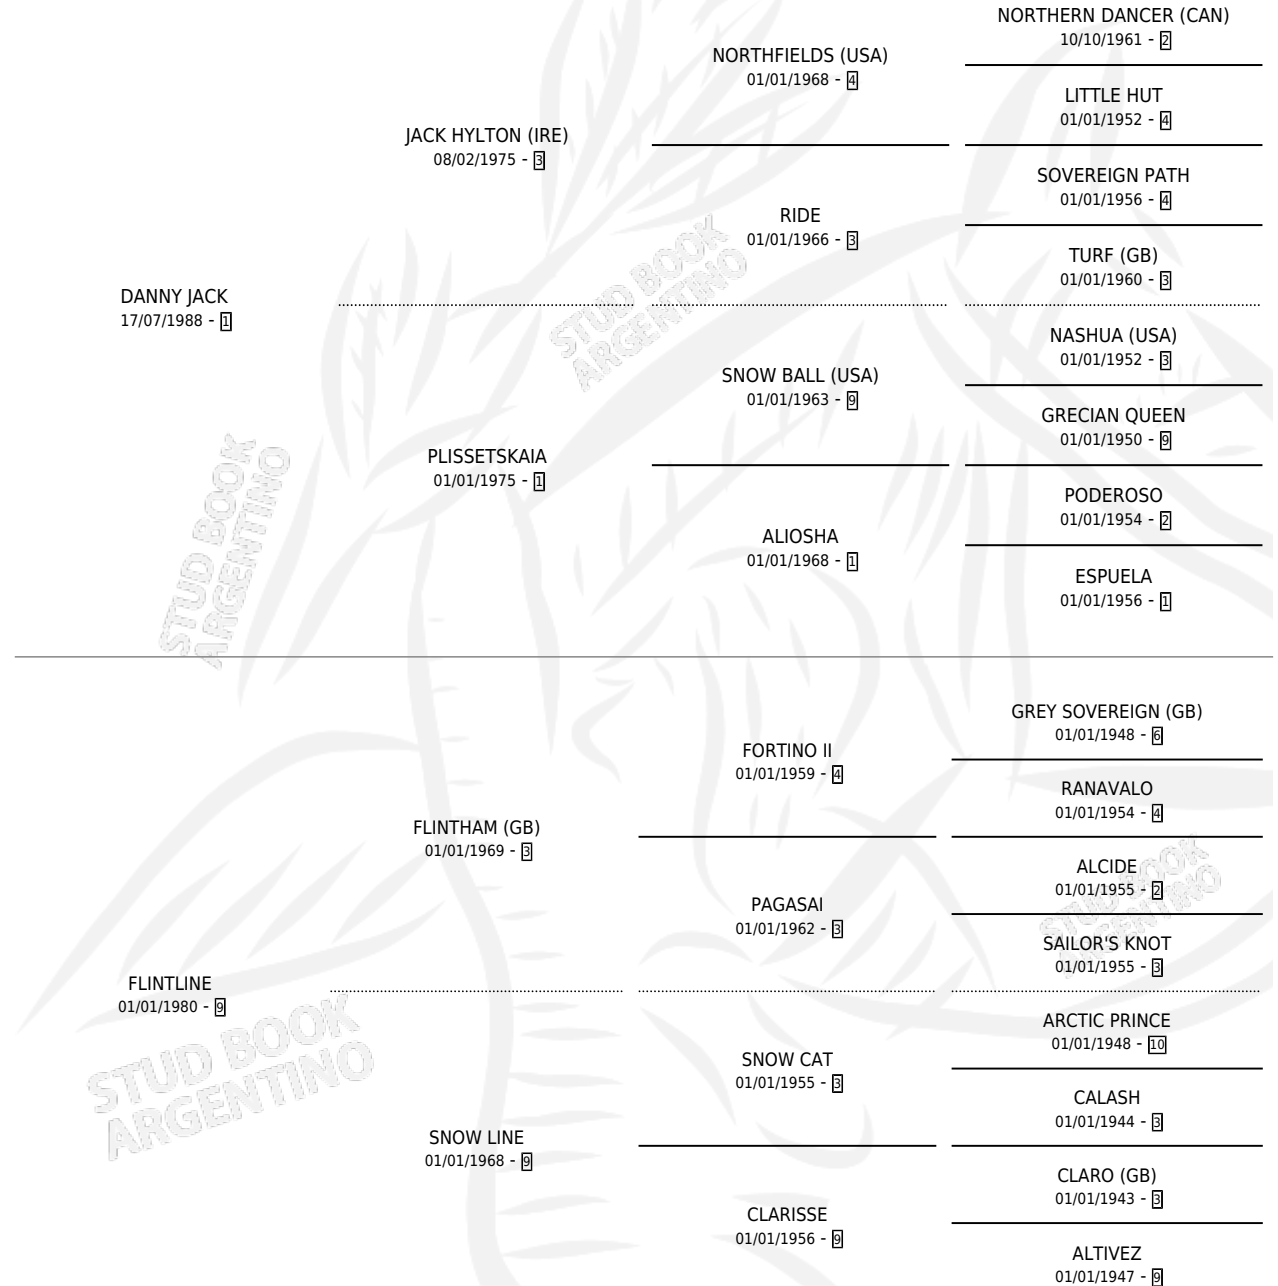 NORTHERN DANCER (CAN)
10/10/1961 - 2
NORTHFIELDS (USA)
01/01/1968 - 4
LITTLE HUT
01/01/1952 - 4
JACK HYLTON (IRE)
08/02/1975 - 3
SOVEREIGN PATH
01/01/1956 - 4
RIDE
01/01/1966 - 3
TURF (GB)
01/01/1960 - 3
DANNY JACK
17/07/1988 - 1
NASHUA (USA)
01/01/1952 - 3
SNOW BALL (USA)
01/01/1963 - 9
GRECIAN QUEEN
01/01/1950 - 9
PLISSETSKAIA
01/01/1975 - 1
PODEROSO
01/01/1954 - 2
ALIOSHA
01/01/1968 - 1
ESPUELA
01/01/1956 - 1
STUD BOOK
ARGENTINO
STUD BOOK
ARGENTINO
GREY SOVEREIGN (GB)
01/01/1948 - 6
FORTINO II
01/01/1959 - 4
RANAVALO
01/01/1954 - 4
FLINTHAM (GB)
01/01/1969 - 3
ALCIDE
01/01/1955 - 2
PAGASAI
01/01/1962 - 3
SAILOR'S KNOT
01/01/1955 - 3
STUD BOOK
ARGENTINO
FLINTLINE
01/01/1980 - 9
ARCTIC PRINCE
01/01/1948 - 10
SNOW CAT
01/01/1955 - 3
CALASH
01/01/1944 - 3
STUD BOOK
ARGENTINO
SNOW LINE
01/01/1968 - 9
CLARO (GB)
01/01/1943 - 3
CLARISSE
01/01/1956 - 9
ALTIVEZ
01/01/1947 - 9